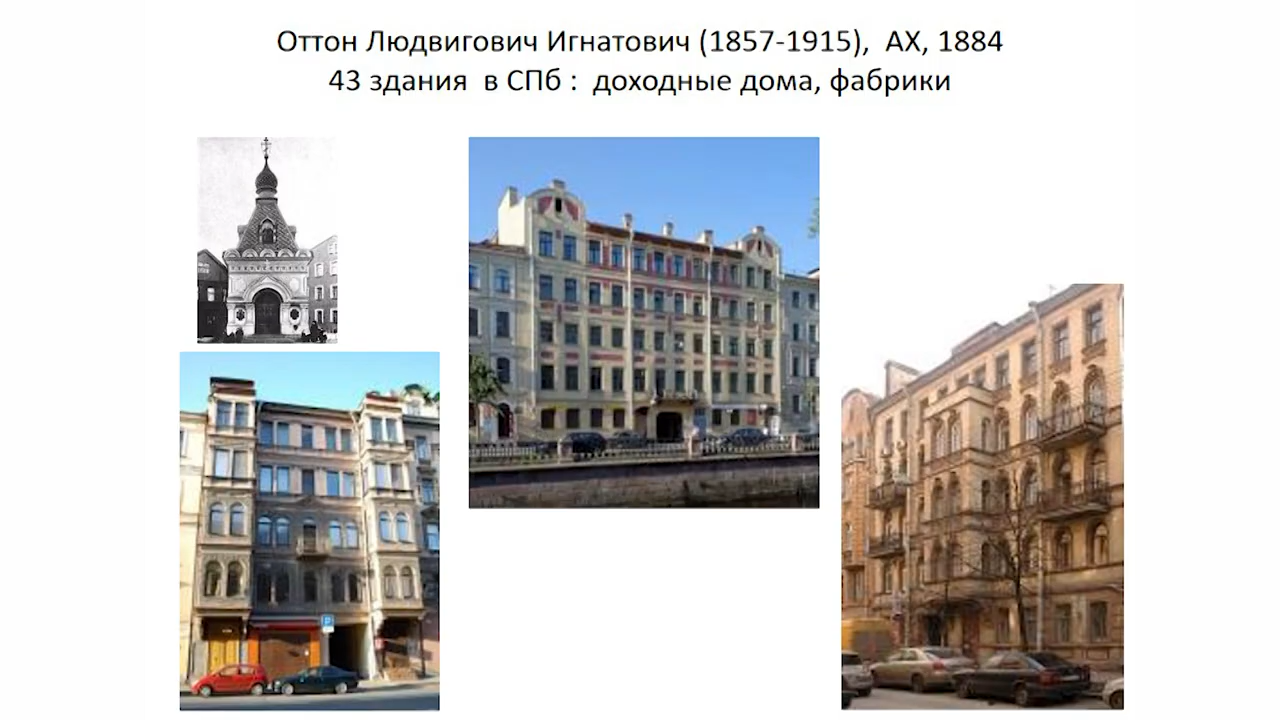 Оттон Людвигович Игнатович (1857-1915),  АХ, 1884
43 здания  в СПб :  доходные дома, фабрики
P